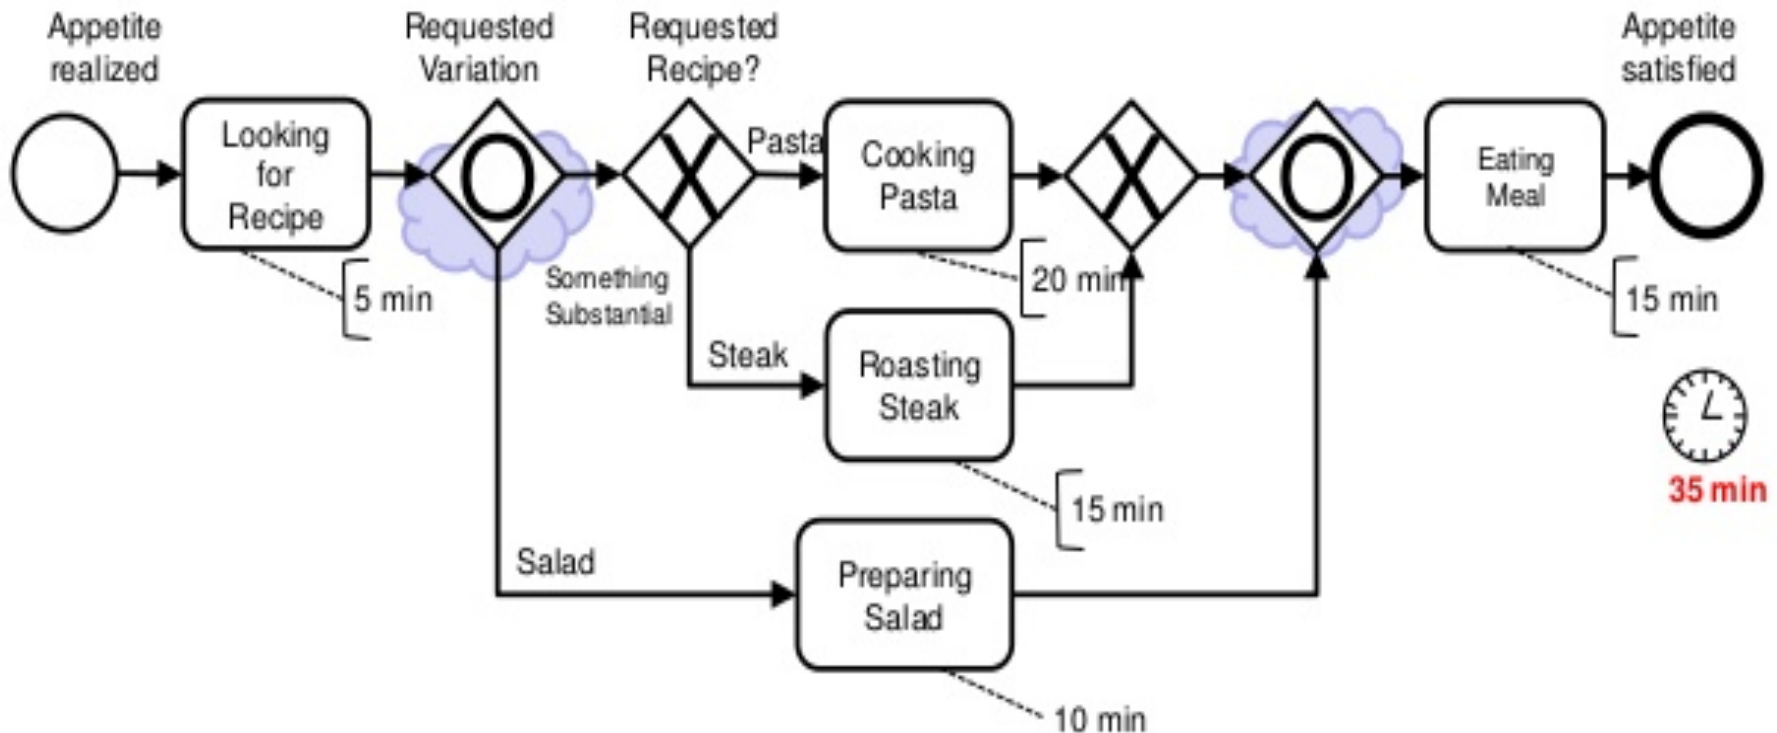 Appetite
realized
Requested
Variation
Requested
Recipe?
Appetite
satisfied
Looking
for
Recipe
Pasta
Cooking
Pasta
Eating
Meal
5 min
Something
Substantial
20 min
15 min
Steak
Roasting
Steak
35 min
15 min
Salad
Preparing
Salad
10 min